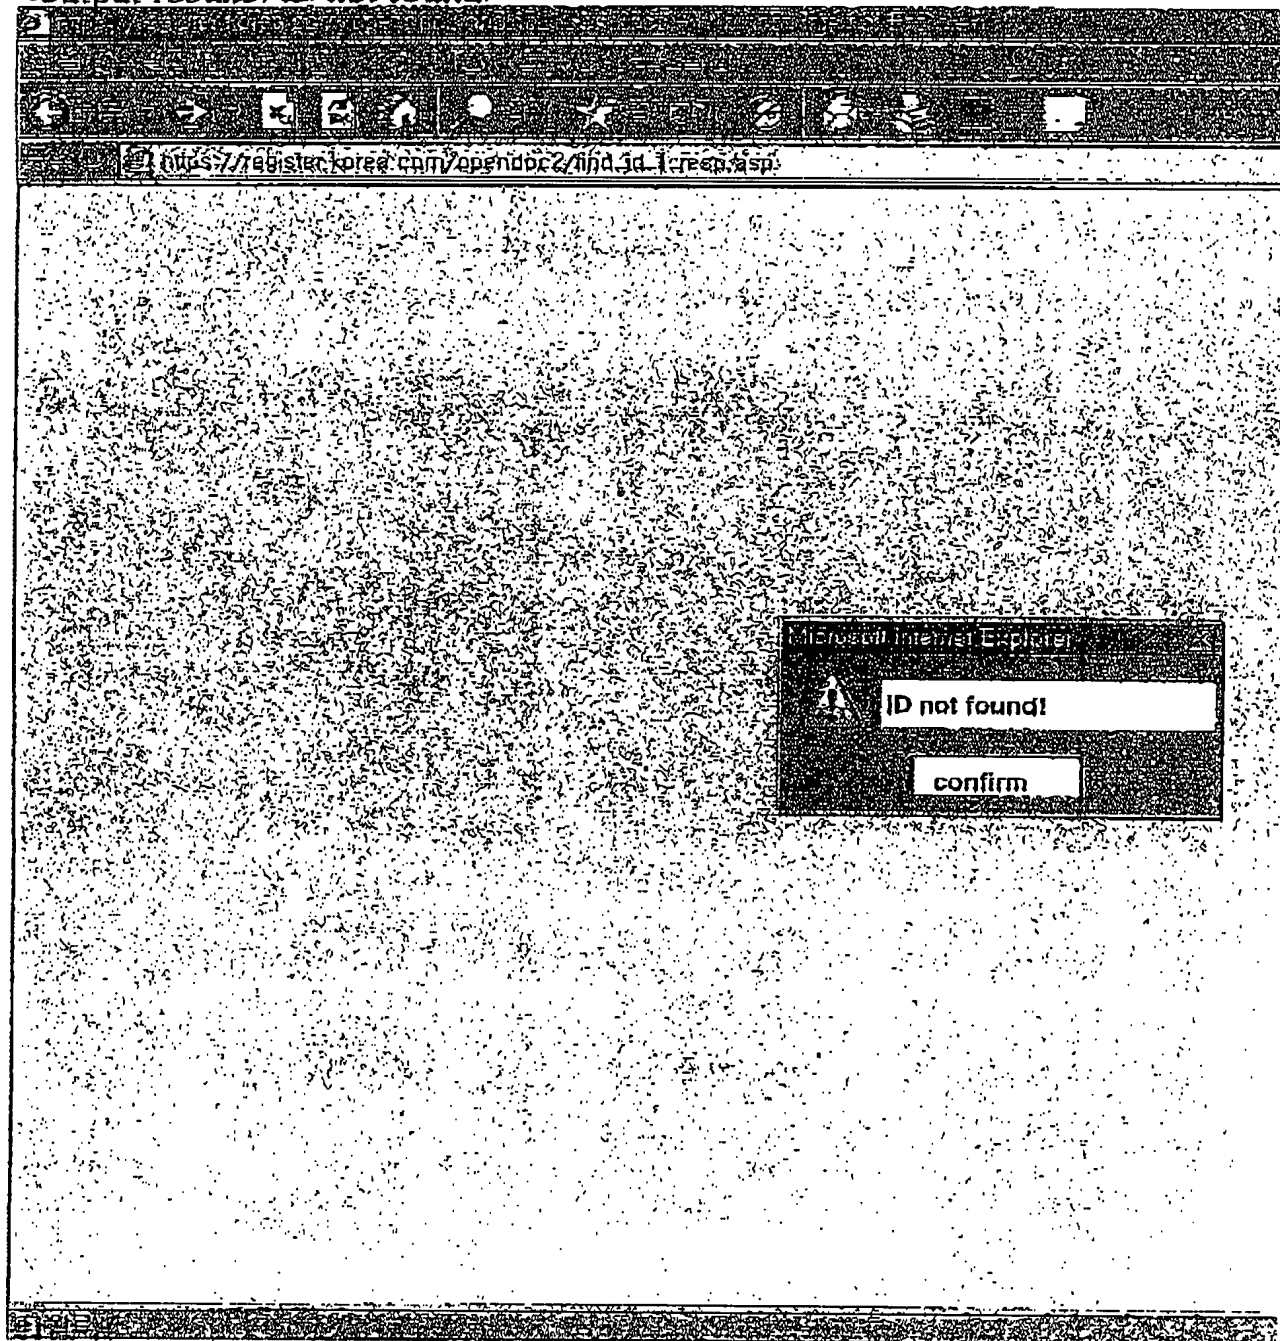 https://register.korea.com/opendoc2/find_id_1_resp.asp
Microsoft Internet Explorer
ID not found!
confirm